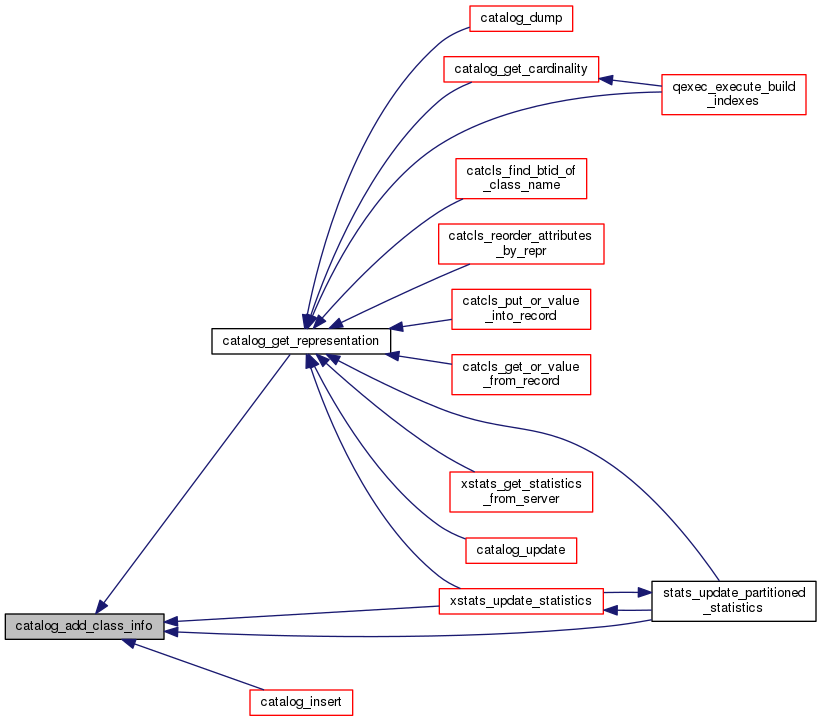 catalog_dump
catalog_get_cardinality
qexec_execute_build
_indexes
catcls_find_btid_of
_class_name
catcls_reorder_attributes
_by_repr
catcls_put_or_value
_into_record
catalog_get_representation
catcls_get_or_value
_from_record
xstats_get_statistics
_from_server
catalog_update
xstats_update_statistics
stats_update_partitioned
_statistics
catalog_add_class_info
catalog_insert